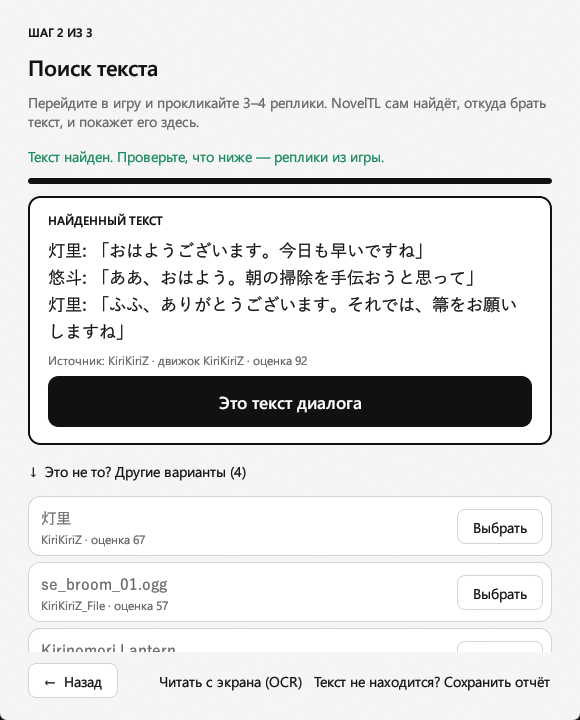 ШАГ 2 ИЗ 3
Поиск текста
Перейдите в игру и прокликайте 3–4 реплики. NovelTL сам найдёт, откуда брать
текст, и покажет его здесь.
Текст найден. Проверьте, что ниже — реплики из игры.
НАЙДЕННЫЙ ТЕКСТ
灯里: 「おはようございます。今日も早いですね」
悠斗: 「ああ、おはよう。朝の掃除を手伝おうと思って」
灯里: 「ふふ、ありがとうございます。それでは、箒をお願い
しますね」
Источник: KiriKiriZ · движок KiriKiriZ · оценка 92
Это текст диалога
↓ Это не то? Другие варианты (4)
灯里
KiriKiriZ · оценка 67
Выбрать
se_broom_01.ogg
KiriKiriZ_File · оценка 57
Выбрать
Kirinomori Lantern
← Назад
Читать с экрана (OCR)
Текст не находится? Сохранить отчёт